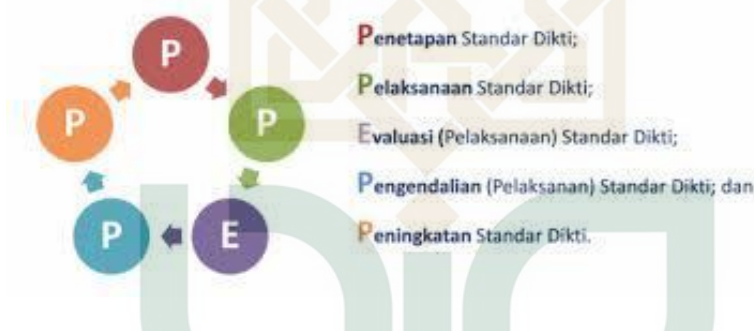 P
P
E
P
P
Penetapan Standar Dikti;
Pelaksanaan Standar Dikti;
Evaluasi (Pelaksanaan) Standar Dikti;
Pengendalian (Pelaksanan) Standar Dikti; dan
Peningkatan Standar Dikti.